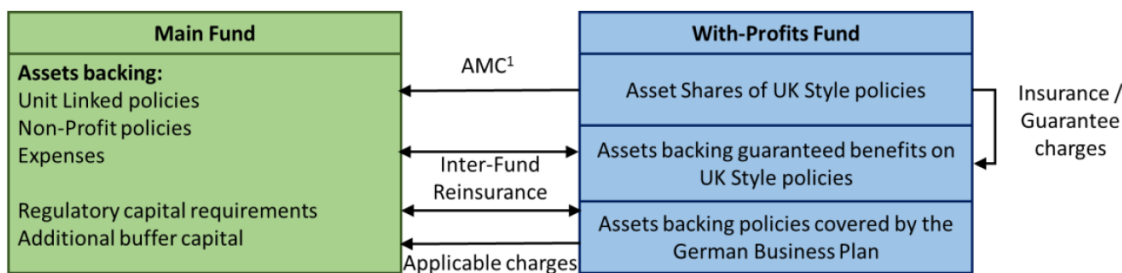 Main Fund
Assets backing:
Unit Linked policies
Non-Profit policies
Expenses
Regulatory capital requirements
Additional buffer capital
AMC¹
Inter-Fund
Reinsurance
Applicable charges
With-Profits Fund
Asset Shares of UK Style policies
Assets backing guaranteed benefits on
UK Style policies
Assets backing policies covered by the
German Business Plan
Insurance /
Guarantee
charges